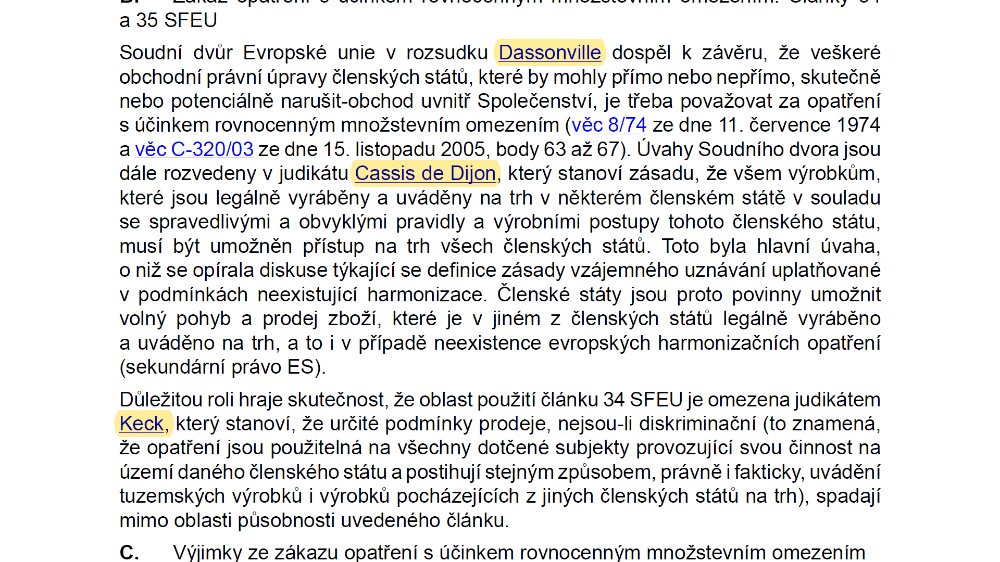 B. Zákaz opatření s účinkem rovnocenným množstevním omezením: Články 34
a 35 SFEU
Soudní dvůr Evropské unie v rozsudku Dassonville dospěl k závěru, že veškeré
obchodní právní úpravy členských států, které by mohly přímo nebo nepřímo, skutečně
nebo potenciálně narušit-obchod uvnitř Společenství, je třeba považovat za opatření
s účinkem rovnocenným množstevním omezením (věc 8/74 ze dne 11. července 1974
a věc C-320/03 ze dne 15. listopadu 2005, body 63 až 67). Úvahy Soudního dvora jsou
dále rozvedeny v judikátu Cassis de Dijon, který stanoví zásadu, že všem výrobkům,
které jsou legálně vyráběny a uváděny na trh v některém členském státě v souladu
se spravedlivými a obvyklými pravidly a výrobními postupy tohoto členského státu,
musí být umožněn přístup na trh všech členských států. Toto byla hlavní úvaha,
o niž se opírala diskuse týkající se definice zásady vzájemného uznávání uplatňované
v podmínkách neexistující harmonizace. Členské státy jsou proto povinny umožnit
volný pohyb a prodej zboží, které je v jiném z členských států legálně vyráběno
a uváděno na trh, a to i v případě neexistence evropských harmonizačních opatření
(sekundární právo ES).
Důležitou roli hraje skutečnost, že oblast použití článku 34 SFEU je omezena judikátem
Keck, který stanoví, že určité podmínky prodeje, nejsou-li diskriminační (to znamená,
že opatření jsou použitelná na všechny dotčené subjekty provozující svou činnost na
území daného členského státu a postihují stejným způsobem, právně i fakticky, uvádění
tuzemských výrobků i výrobků pocházejících z jiných členských států na trh), spadají
mimo oblasti působnosti uvedeného článku.
C. Výjimky ze zákazu opatření s účinkem rovnocenným množstevním omezením